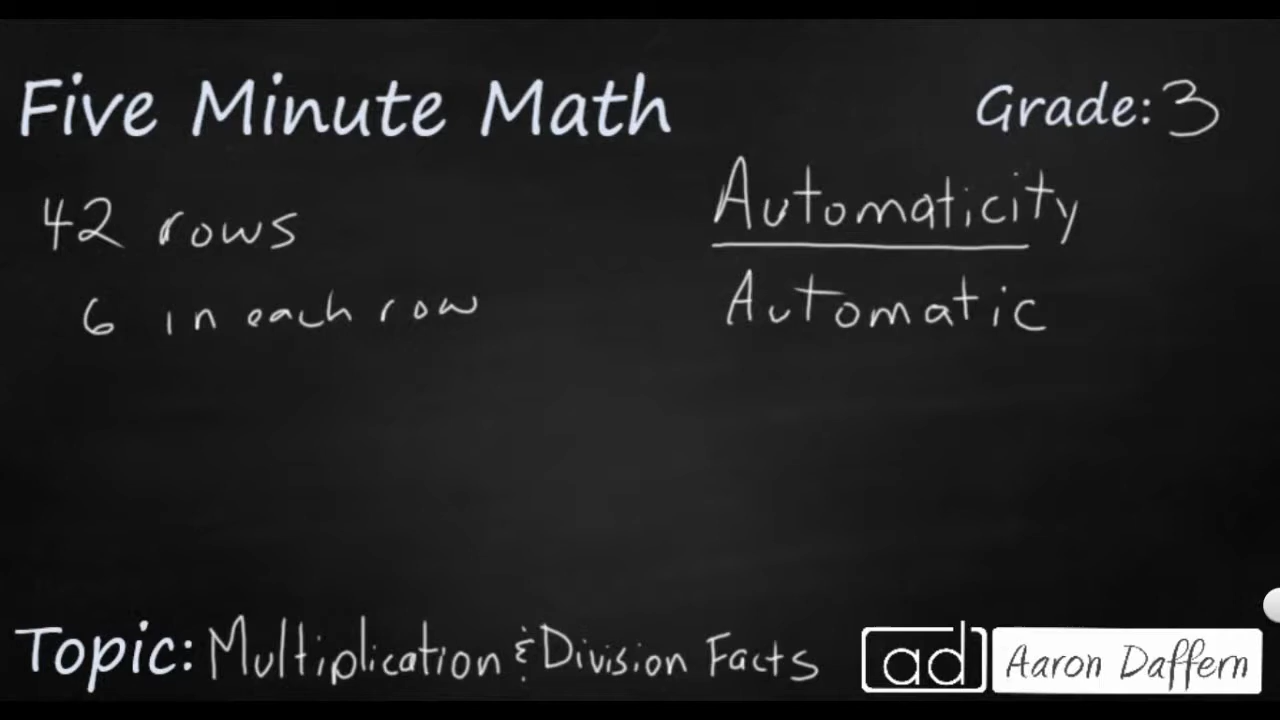 Five Minute Math
Grade: 3
42 rows
6 in each row
Automaticity
Automatic
Topic: Multiplication & Division Facts
ad Aaron Daffern